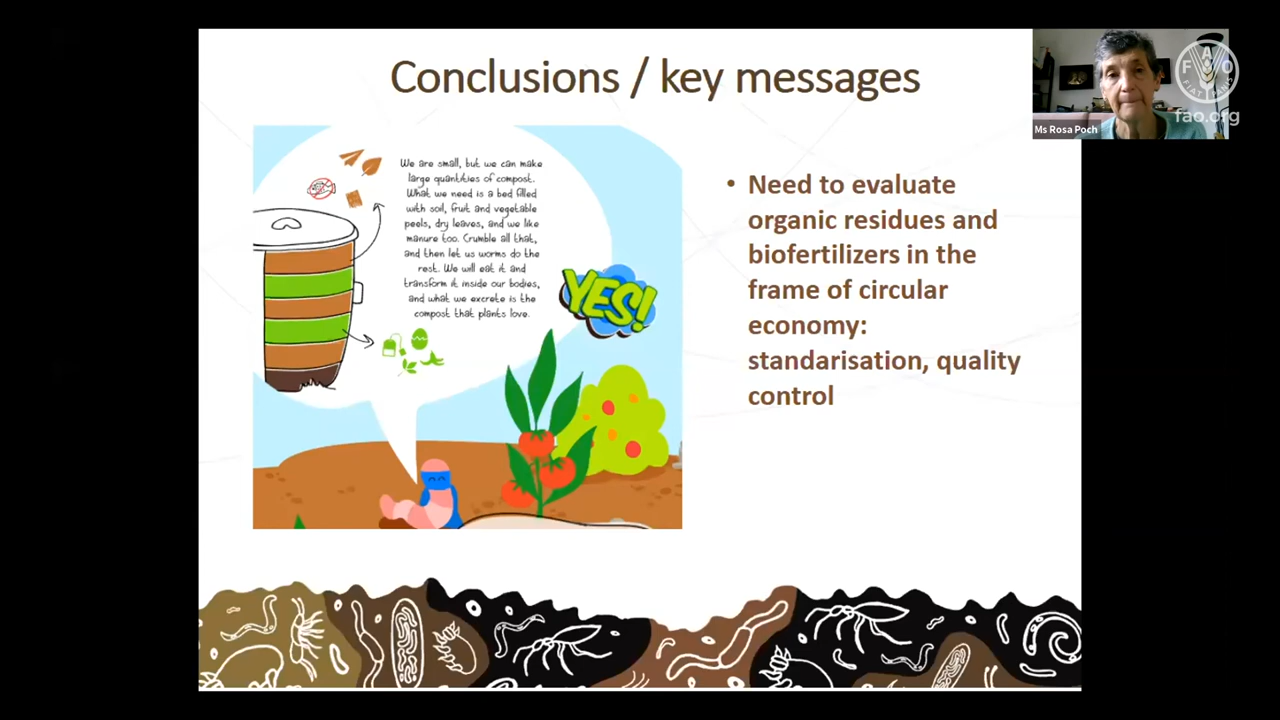 Conclusions / key messages
We are small, but we can make
large quantities of compost.
What we need is a bed filled
with soil, fruit and vegetable
peels, dry leaves, and we like
manure too. Crumble all that,
and then let us worms do the
rest. We will eat it and
transform it inside our bodies,
and what we excrete is the
compost that plants love.
YES!
• Need to evaluate
organic residues and
biofertilizers in the
frame of circular
economy:
standarisation, quality
control
Ms Rosa Poch
F A O
FIAT PANIS
fao.org